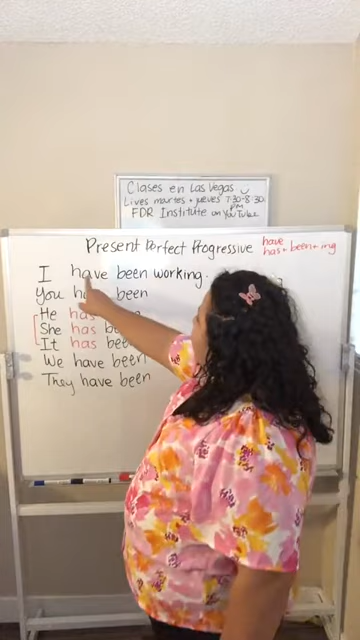 Clases en Las Vegas
Lives martes + jueves 7:30-8:30 pm
FDR Institute on YouTube
Present Perfect Progressive
have
has + been + ing
I have been working.
You have been
He has been
She has been
It has been
We have been
They have been